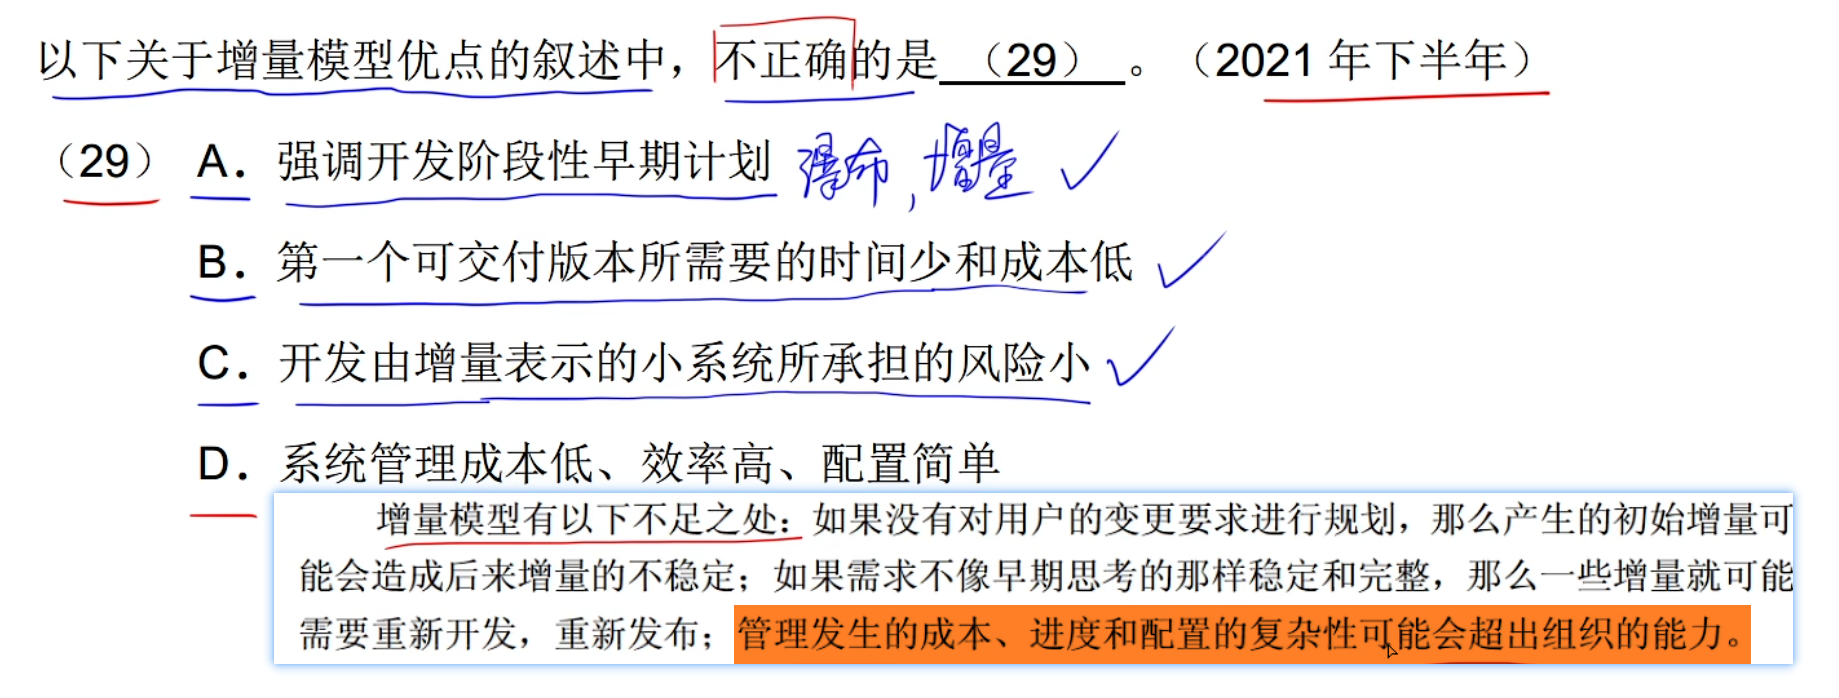 以下关于增量模型优点的叙述中，不正确的是 （29） 。（2021 年下半年）
（29） A. 强调开发阶段性早期计划 瀑布，增量
B. 第一个可交付版本所需要的时间少和成本低
C. 开发由增量表示的小系统所承担的风险小
D. 系统管理成本低、效率高、配置简单
增量模型有以下不足之处：如果没有对用户的变更要求进行规划，那么产生的初始增量可
能会造成后来增量的不稳定；如果需求不像早期思考的那样稳定和完整，那么一些增量就可能
需要重新开发，重新发布；管理发生的成本、进度和配置的复杂性可能会超出组织的能力。